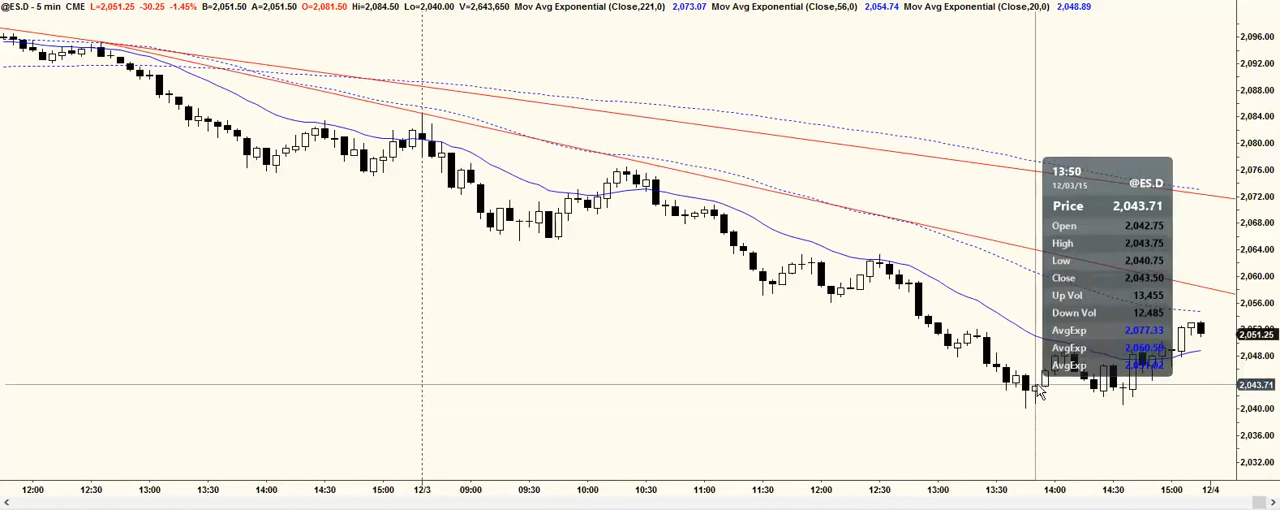 @ES.D - 5 min CME L=2,051.25 -30.25 -1.45% B=2,051.50 A=2,051.50 O=2,081.50 Hi=2,084.50 Lo=2,040.00 V=2,643,650 Mov Avg Exponential (Close,221,0) 2,073.07 Mov Avg Exponential (Close,56,0) 2,054.74 Mov Avg Exponential (Close,20,0) 2,048.89
2,096.00
2,092.00
2,088.00
2,084.00
2,080.00
2,076.00
2,072.00
2,068.00
2,064.00
2,060.00
2,056.00
2,051.25
2,048.00
2,043.71
2,040.00
2,036.00
2,032.00
13:50
12/03/15 @ES.D
Price 2,043.71
Open 2,042.75
High 2,043.75
Low 2,040.75
Close 2,043.50
Up Vol 13,455
Down Vol 12,485
AvgExp 2,077.33
AvgExp
AvgExp
12:00 12:30 13:00 13:30 14:00 14:30 15:00 12/3 09:00 09:30 10:00 10:30 11:00 11:30 12:00 12:30 13:00 13:30 14:00 14:30 15:00 12/4